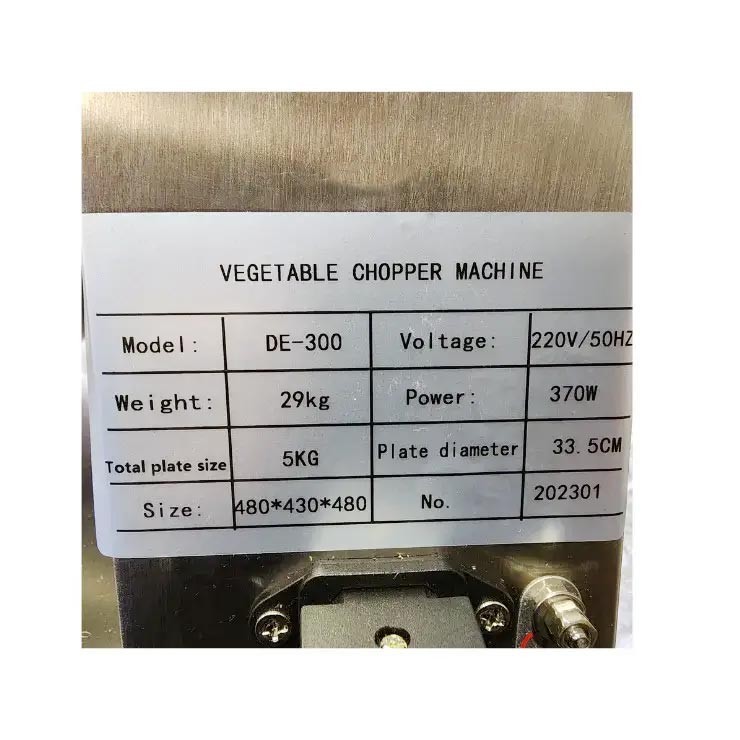 VEGETABLE CHOPPER MACHINE
Model: DE-300 Voltage: 220V/50HZ
Weight: 29kg Power: 370W
Total plate size 5KG Plate diameter 33.5CM
Size: 480*430*480 No. 202301